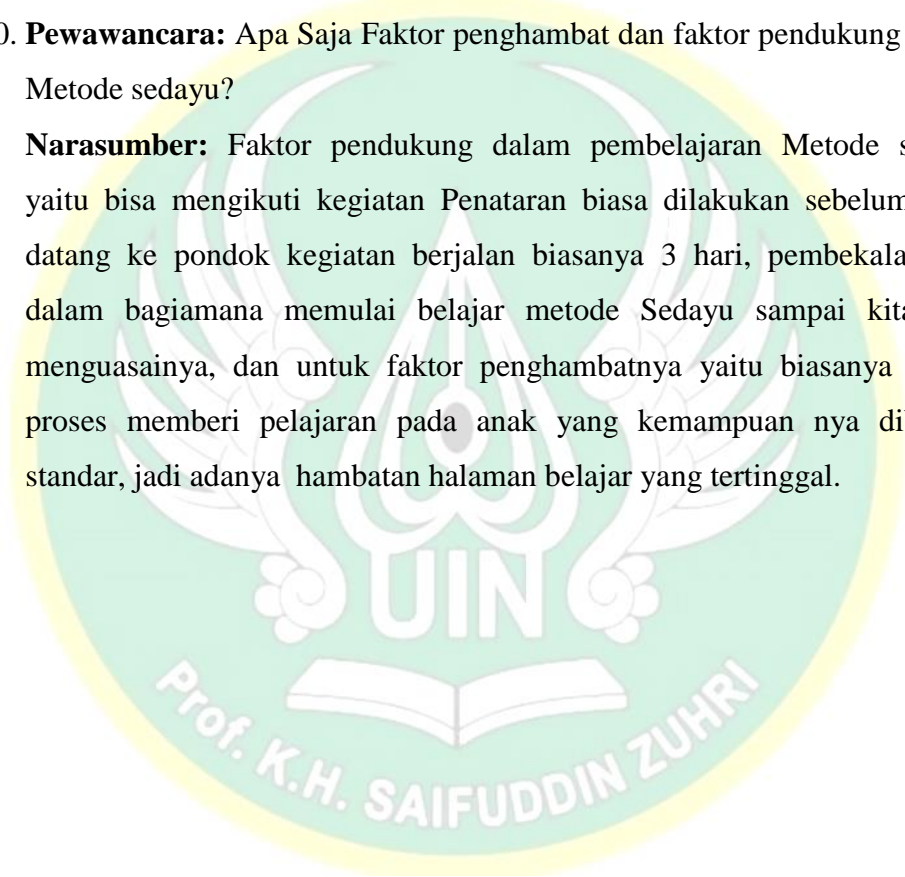 0. Pewawancara: Apa Saja Faktor penghambat dan faktor pendukung
Metode sedayu?
Narasumber: Faktor pendukung dalam pembelajaran Metode s
yaitu bisa mengikuti kegiatan Penataran biasa dilakukan sebelum
datang ke pondok kegiatan berjalan biasanya 3 hari, pembekala
dalam bagiamana memulai belajar metode Sedayu sampai kita
menguasainya, dan untuk faktor penghambatnya yaitu biasanya
proses memberi pelajaran pada anak yang kemampuan nya di
standar, jadi adanya hambatan halaman belajar yang tertinggal.
UIN
Prof. K.H. SAIFUDDIN ZUHRI